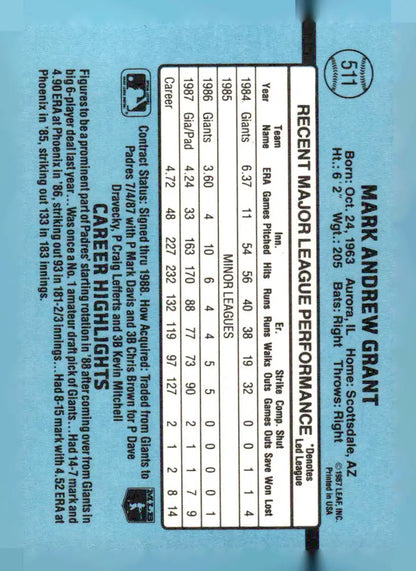 511
MARK ANDREW GRANT
Born: Oct. 24, 1963 Aurora, IL Home: Scottsdale, AZ
Ht.: 6' 2" Wgt.: 205 Bats: Right Throws: Right
©1987 LEAF, INC.
Printed in USA
RECENT MAJOR LEAGUE PERFORMANCE *Denotes Led League
Team Inn. Er. Strike Comp. Shut
Year Name ERA Games Pitched Hits Runs Runs Walks Outs Games Outs Save Won Lost
1984 Giants 6.37 11 54 56 40 38 19 32 0 0 1 1 4
1985 MINOR LEAGUES
1986 Giants 3.60 4 10 6 4 4 5 5 0 0 0 0 1
1987 Gia/Pad 4.24 33 163 170 88 77 73 90 2 1 1 7 9
Career 4.72 48 227 232 132 119 97 127 2 1 2 8 14
Contract Status: Signed thru 1988. How Acquired: Traded from Giants to
Padres 7/4/87 with P Mark Davis and 3B Chris Brown for P Dave
Dravecky, P Craig Lefferts and 3B Kevin Mitchell
MLB
CAREER HIGHLIGHTS
Figures to be a prominent part of Padres' starting rotation in '88 after coming over from Giants in
big 6-player deal last year... Was once a No. 1 amateur draft pick of Giants... Had 14-7 mark and
4.90 ERA at Phoenix in '86, striking out 93 in 181-2/3 innings... Had 8-15 mark with 4.52 ERA at
Phoenix in '85, striking out 133 in 183 innings.